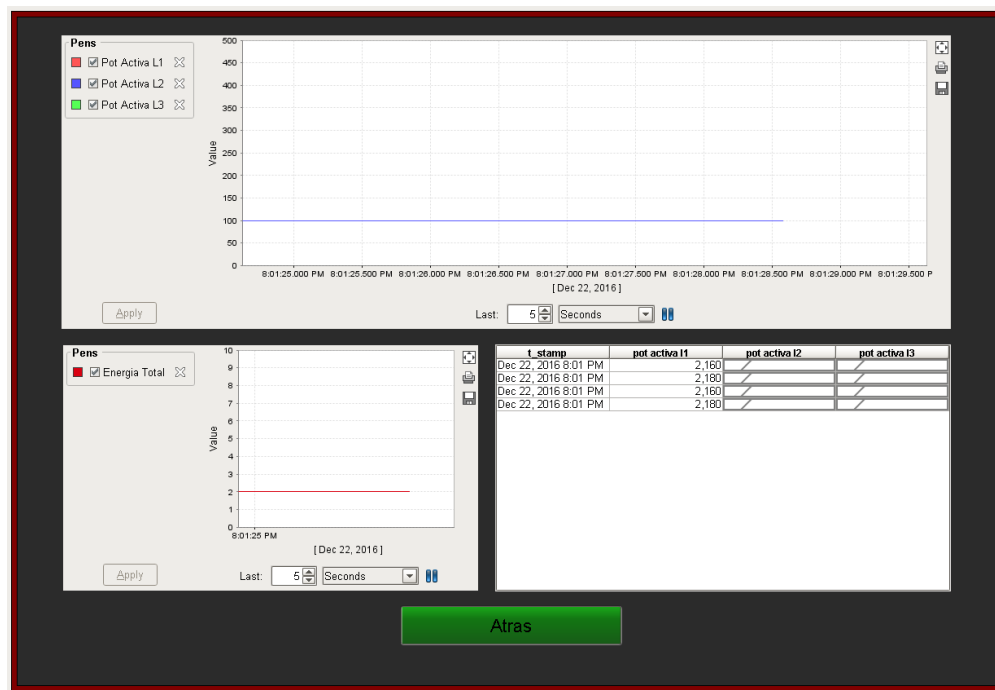 Pens
Pot Activa L1
Pot Activa L2
Pot Activa L3
Apply
500
450
400
350
300
250
200
150
100
50
0
Value
8:01:25.000 PM 8:01:25.500 PM 8:01:26.000 PM 8:01:26.500 PM 8:01:27.000 PM 8:01:27.500 PM 8:01:28.000 PM 8:01:28.500 PM 8:01:29.000 PM 8:01:29.500 P
[Dec 22, 2016]
Last: 5 Seconds
Pens
Energia Total
Apply
10
9
8
7
6
5
4
3
2
1
0
Value
8:01:25 PM
[Dec 22, 2016]
Last: 5 Seconds
t_stamp pot activa l1 pot activa l2 pot activa l3
Dec 22, 2016 8:01 PM 2,160
Dec 22, 2016 8:01 PM 2,180
Dec 22, 2016 8:01 PM 2,160
Dec 22, 2016 8:01 PM 2,180
Atras